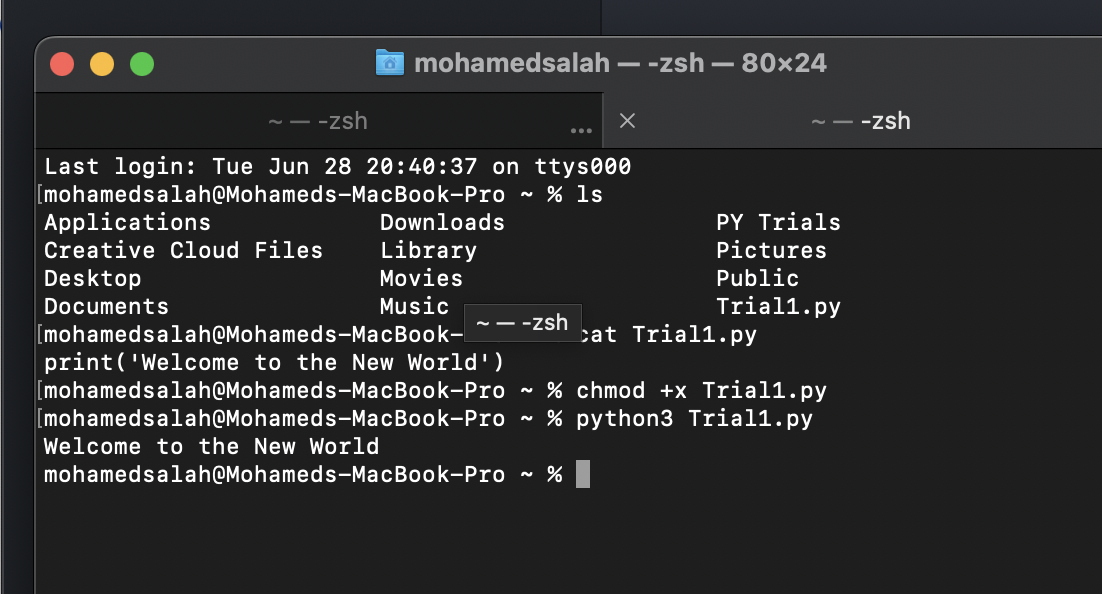 mohamedsalah — -zsh — 80×24
~ — -zsh ... × ~ — -zsh
Last login: Tue Jun 28 20:40:37 on ttys000
[mohamedsalah@Mohameds-MacBook-Pro ~ % ls
Applications Downloads PY Trials
Creative Cloud Files Library Pictures
Desktop Movies Public
Documents Music Trial1.py
~ — -zsh
[mohamedsalah@Mohameds-MacBook- cat Trial1.py
print('Welcome to the New World')
[mohamedsalah@Mohameds-MacBook-Pro ~ % chmod +x Trial1.py
[mohamedsalah@Mohameds-MacBook-Pro ~ % python3 Trial1.py
Welcome to the New World
mohamedsalah@Mohameds-MacBook-Pro ~ %